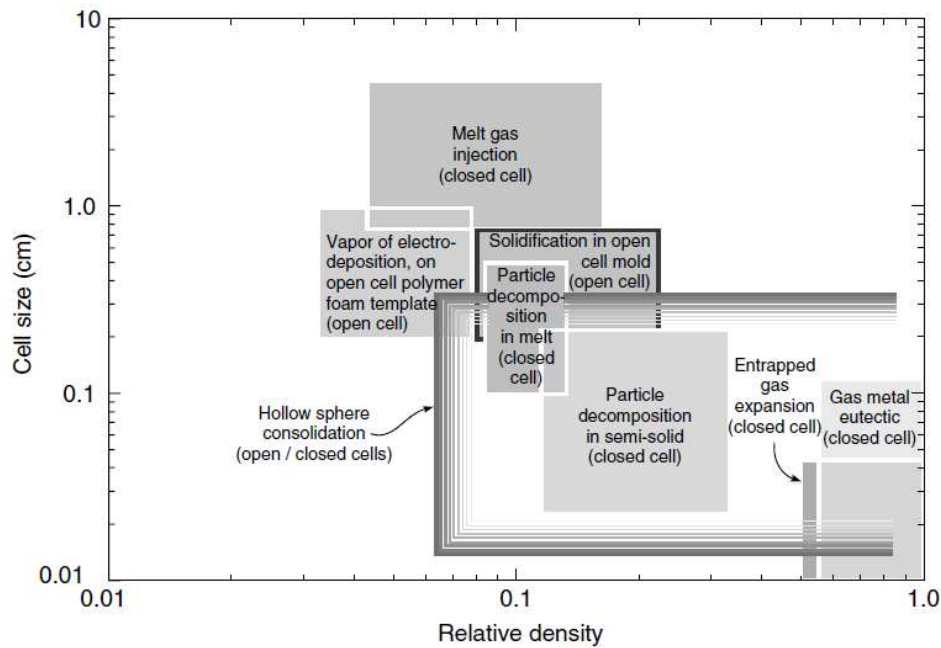 10
1.0
0.1
0.01
Cell size (cm)
Melt gas
injection
(closed cell)
Vapor of electro-
deposition, on
open cell polymer
foam template
(open cell)
Solidification in open
cell mold
(open cell)
Particle
decompo-
sition
in melt
(closed
cell)
Hollow sphere
consolidation
(open / closed cells)
Particle
decomposition
in semi-solid
(closed cell)
Entrapped
gas
expansion
(closed cell)
Gas metal
eutectic
(closed cell)
0.01
0.1
1.0
Relative density